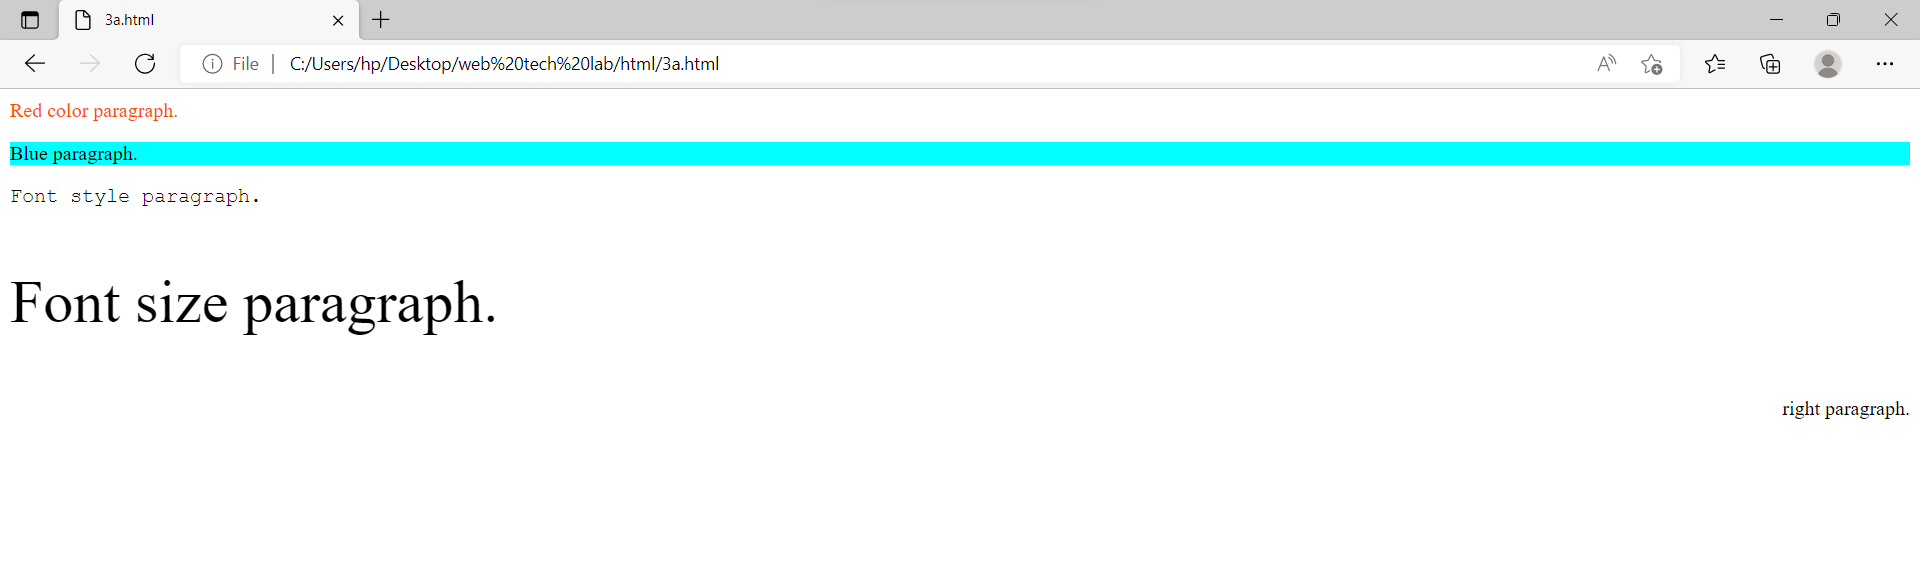 3a.html
File C:/Users/hp/Desktop/web%20tech%20lab/html/3a.html
Red color paragraph.
Blue paragraph.
Font style paragraph.
Font size paragraph.
right paragraph.